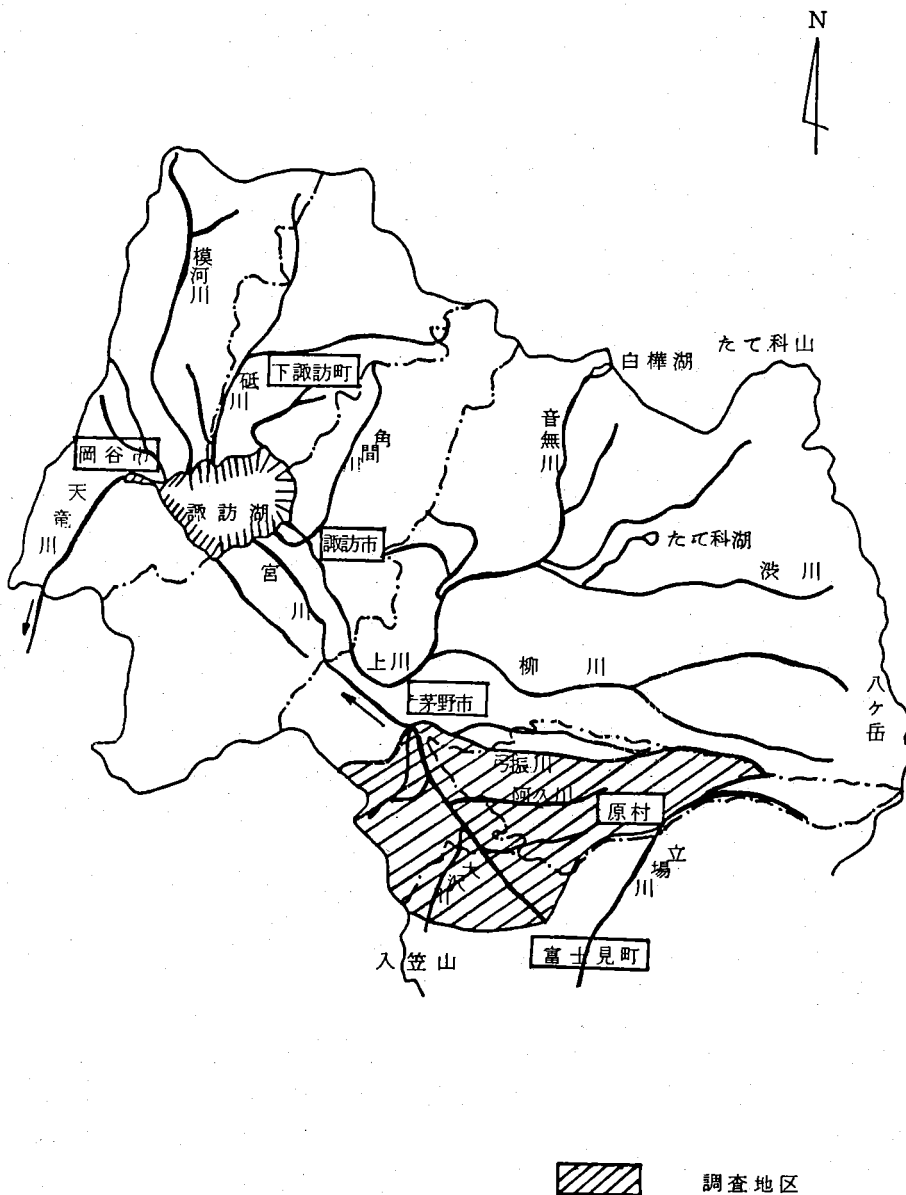 N
模河川
たて科山
白樺湖
砥川
下諏訪町
音無川
角間川
岡谷市
天竜川
諏訪湖
諏訪市
たて科湖
宮川
渋川
上川
柳川
八ヶ岳
茅野市
弓振川
阿久川
原村
立場川
大沢川
入笠山
富士見町
調査地区